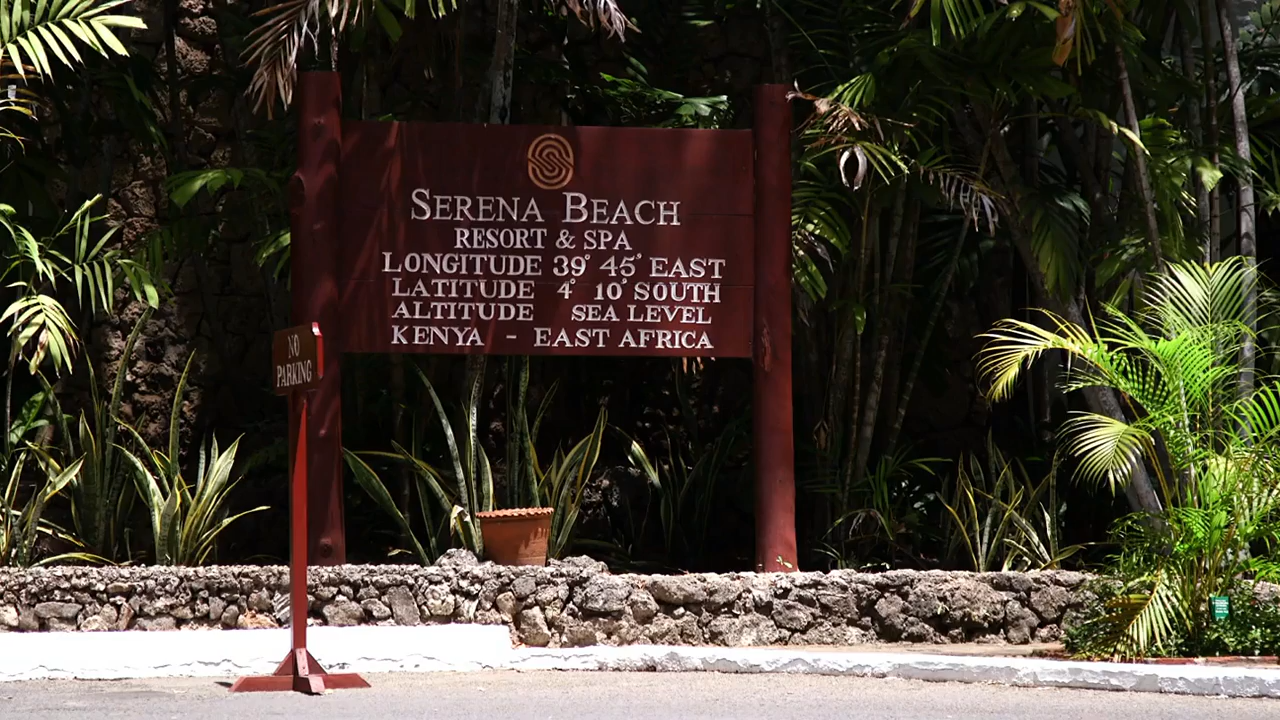 SERENA BEACH
RESORT & SPA
LONGITUDE 39° 45° EAST
LATITUDE 4° 10° SOUTH
ALTITUDE SEA LEVEL
KENYA - EAST AFRICA
NO
PARKING